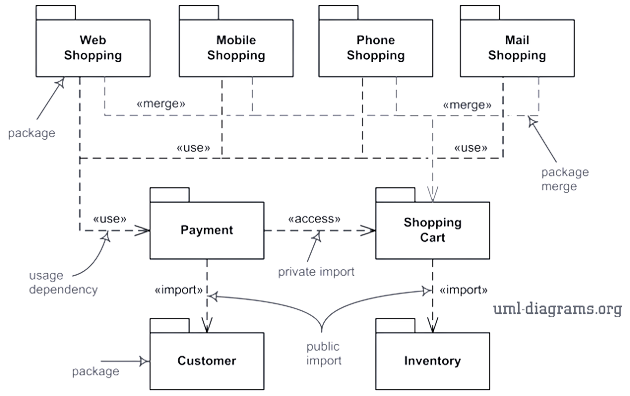 Web
Shopping
Mobile
Shopping
Phone
Shopping
Mail
Shopping
«merge»
«merge»
package
«use»
«use»
package
merge
«use»
Payment
«access»
Shopping
Cart
usage
dependency
private import
«import»
«import»
uml-diagrams.org
public
import
package
Customer
Inventory